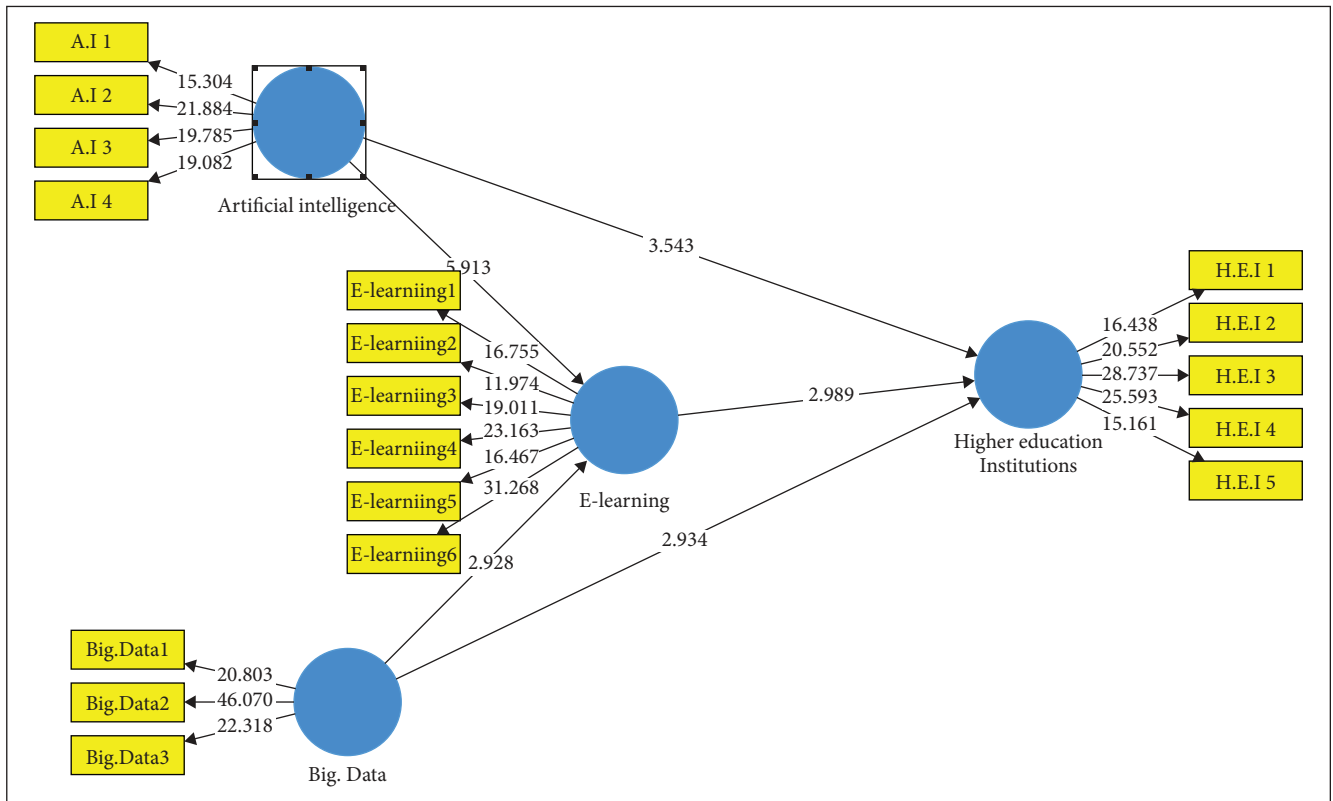 A.I 1
A.I 2
A.I 3
A.I 4
15.304
21.884
19.785
19.082
Artificial intelligence
3.543
5.913
E-learniing1
E-learniing2
E-learniing3
E-learniing4
E-learniing5
E-learniing6
16.755
11.974
19.011
23.163
16.467
31.268
E-learning
2.989
2.928
2.934
H.E.I 1
H.E.I 2
H.E.I 3
H.E.I 4
H.E.I 5
16.438
20.552
28.737
25.593
15.161
Higher education
Institutions
Big.Data1
Big.Data2
Big.Data3
20.803
46.070
22.318
Big. Data